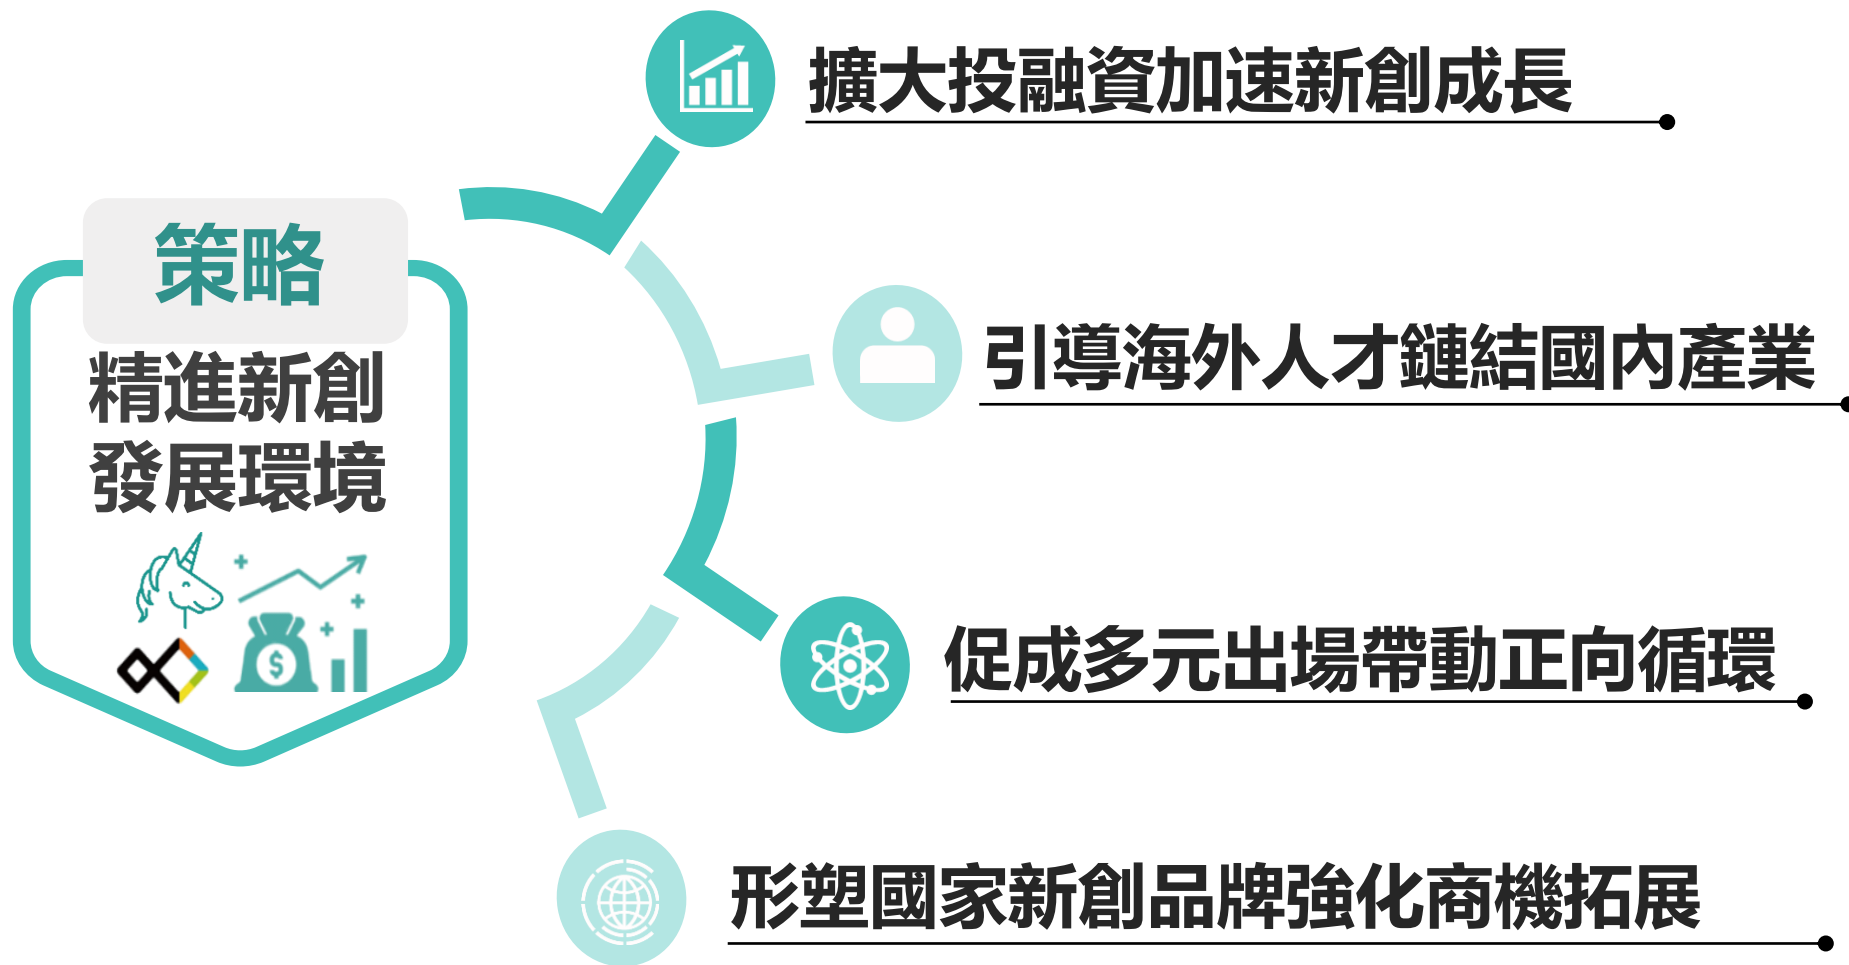 策略
精進新創
發展環境
擴大投融資加速新創成長
引導海外人才鏈結國內產業
促成多元出場帶動正向循環
形塑國家新創品牌強化商機拓展
$